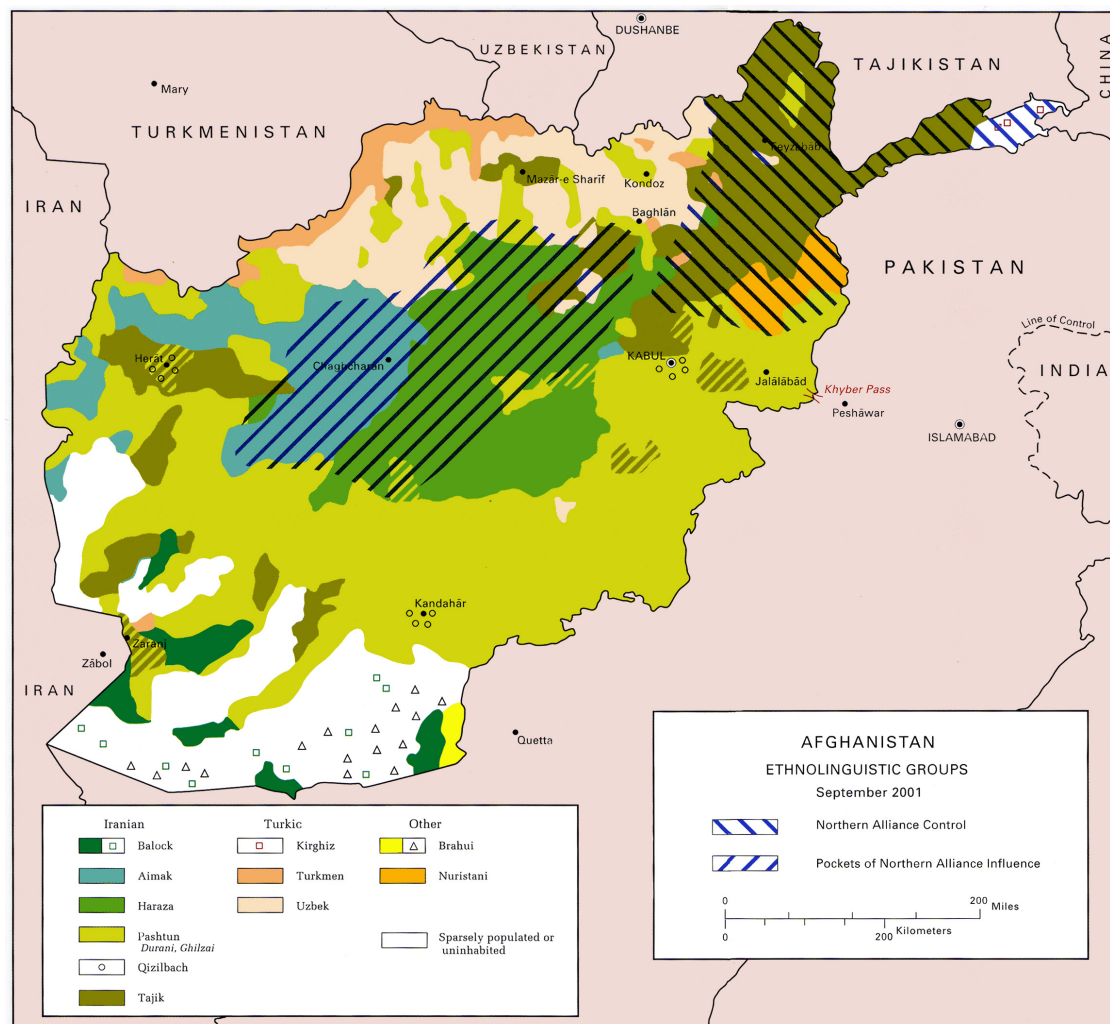 DUSHANBE
UZBEKISTAN
TAJIKISTAN
CHINA
Mary
TURKMENISTAN
Feyzābāb
Mazār-e Sharīf
Kondoz
IRAN
Baghlān
PAKISTAN
Line of Control
Herāt
Chaghcharān
KABUL
INDIA
Jalālābād
Khyber Pass
Peshāwar
ISLAMABAD
Kandahār
Zaranj
Zābol
IRAN
Quetta
AFGHANISTAN
ETHNOLINGUISTIC GROUPS
September 2001
Northern Alliance Control
Pockets of Northern Alliance Influence
0 200 Miles
0 200 Kilometers
Iranian
Balock
Aimak
Haraza
Pashtun
Durani, Ghilzai
Qizilbach
Tajik
Turkic
Kirghiz
Turkmen
Uzbek
Other
Brahui
Nuristani
Sparsely populated or
uninhabited